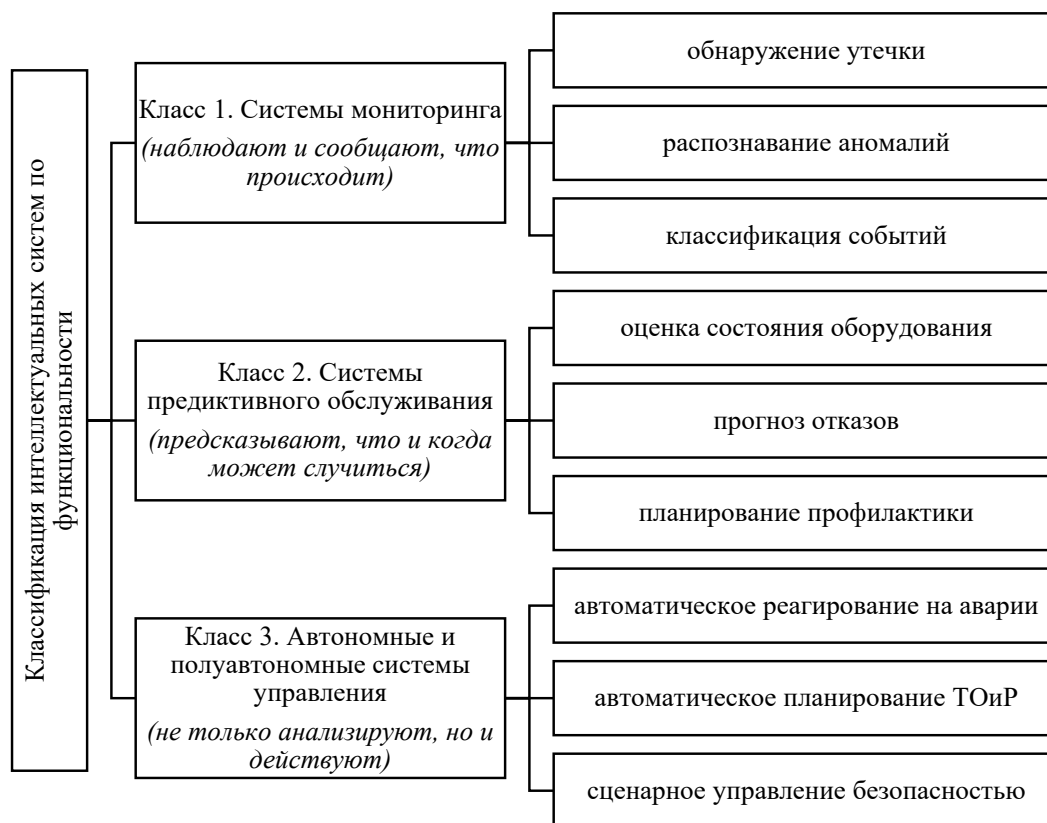 Классификация интеллектуальных систем по
функциональности
Класс 1. Системы мониторинга
(наблюдают и сообщают, что
происходит)
обнаружение утечки
распознавание аномалий
классификация событий
Класс 2. Системы
предиктивного обслуживания
(предсказывают, что и когда
может случиться)
оценка состояния оборудования
прогноз отказов
планирование профилактики
Класс 3. Автономные и
полуавтономные системы
управления
(не только анализируют, но и
действуют)
автоматическое реагирование на аварии
автоматическое планирование ТОиР
сценарное управление безопасностью